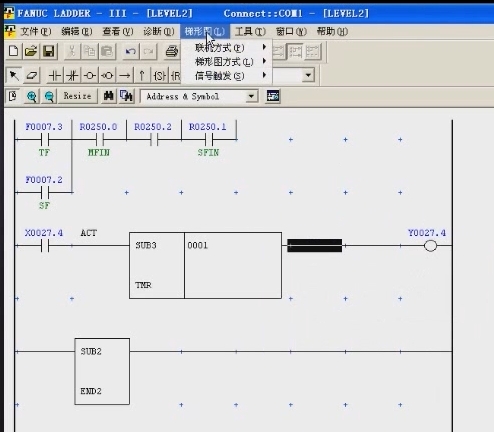 FANUC LADDER - III - [LEVEL2] Connect::COM1 - [LEVEL2]
文件(F) 编辑(E) 查看(V) 诊断(D) 梯形图(L) 工具(T) 窗口(W) 帮助(H)
联机方式(P)
梯形图方式(L)
信号触发(S)
Resize Address & Symbol
F0007.3 R0250.0 R0250.2 R0250.1
TF MFIN SFIN
F0007.2
SF
X0027.4 ACT Y0027.4
SUB3 0001
TMR
SUB2
END2